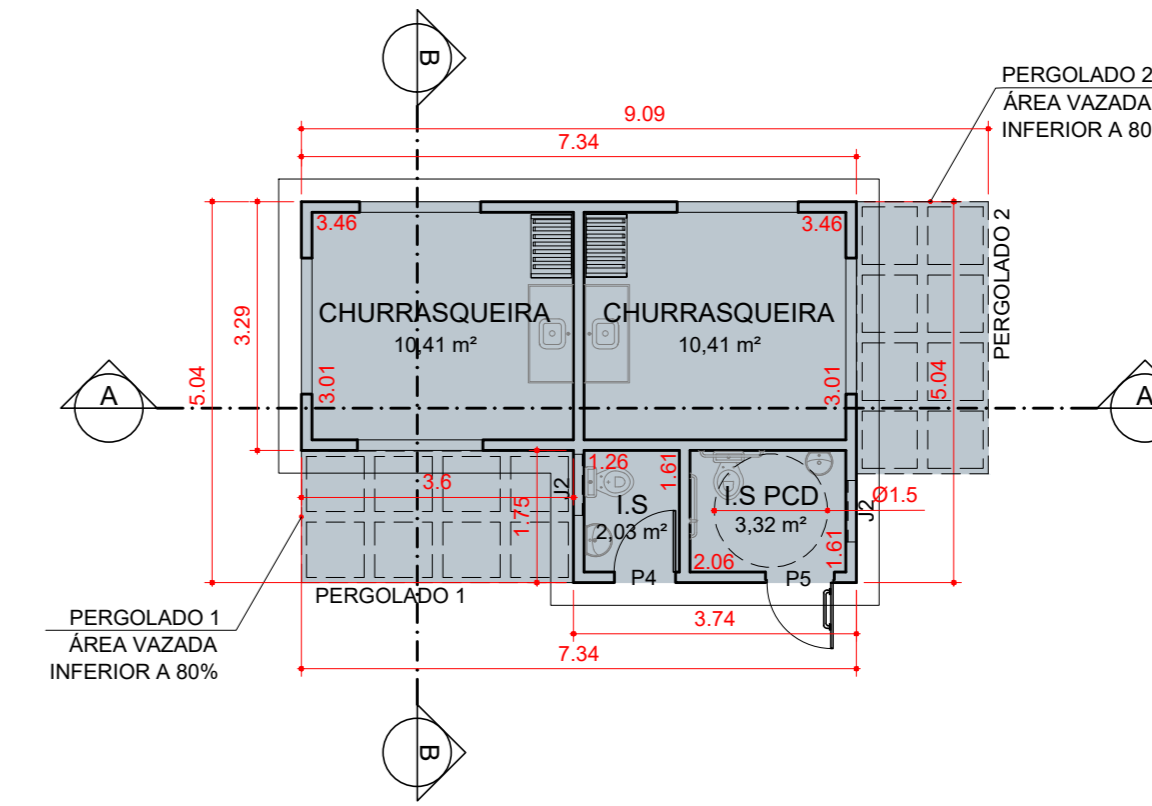 B
PERGOLADO 2
ÁREA VAZADA
INFERIOR A 80
9.09
7.34
3.46
3.46
PERGOLADO 2
CHURRASQUEIRA
10,41 m²
CHURRASQUEIRA
10,41 m²
3.29
5.04
3.01
3.01
5.04
A
A
1.26
1.61
3.6
J2
I.S
2,03 m²
1.75
I.S PCD
3,32 m²
Ø1.5
J2
2.06
1.61
P4
P5
PERGOLADO 1
PERGOLADO 1
ÁREA VAZADA
INFERIOR A 80%
3.74
7.34
B